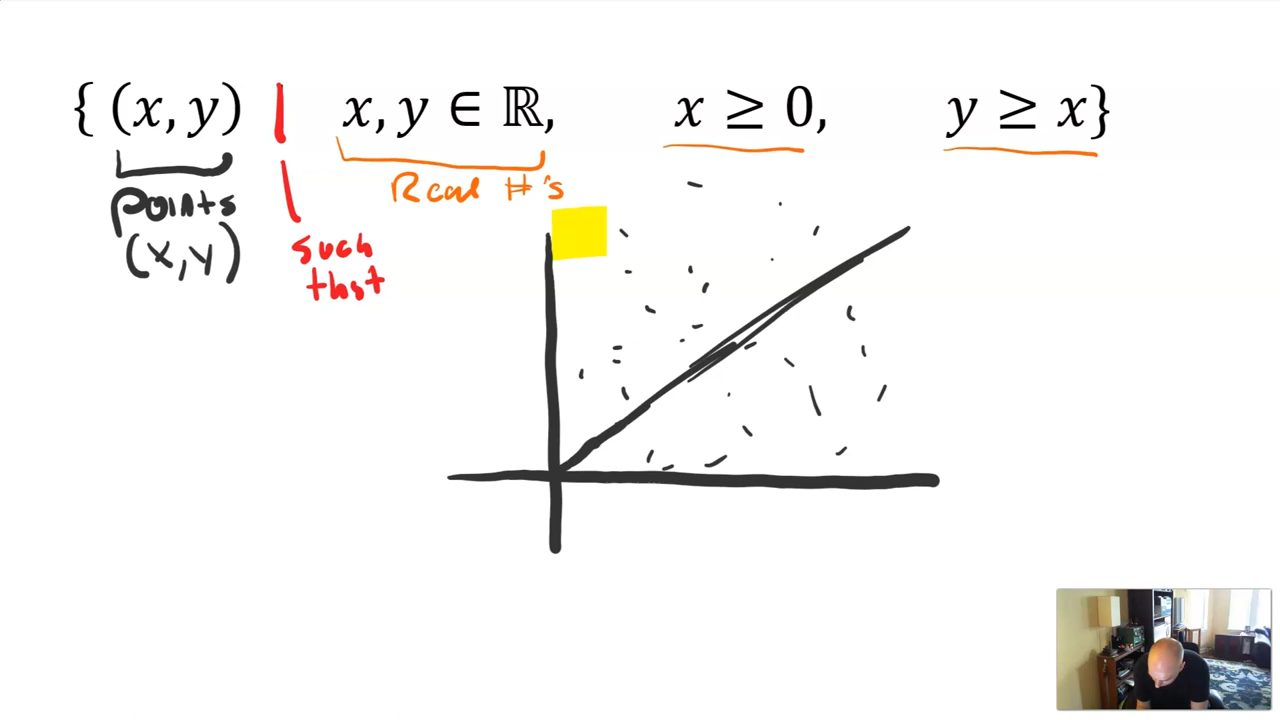 { (x, y) | x, y ∈ ℝ, x ≥ 0, y ≥ x}
Real #'s
points
(x,y)
such
that